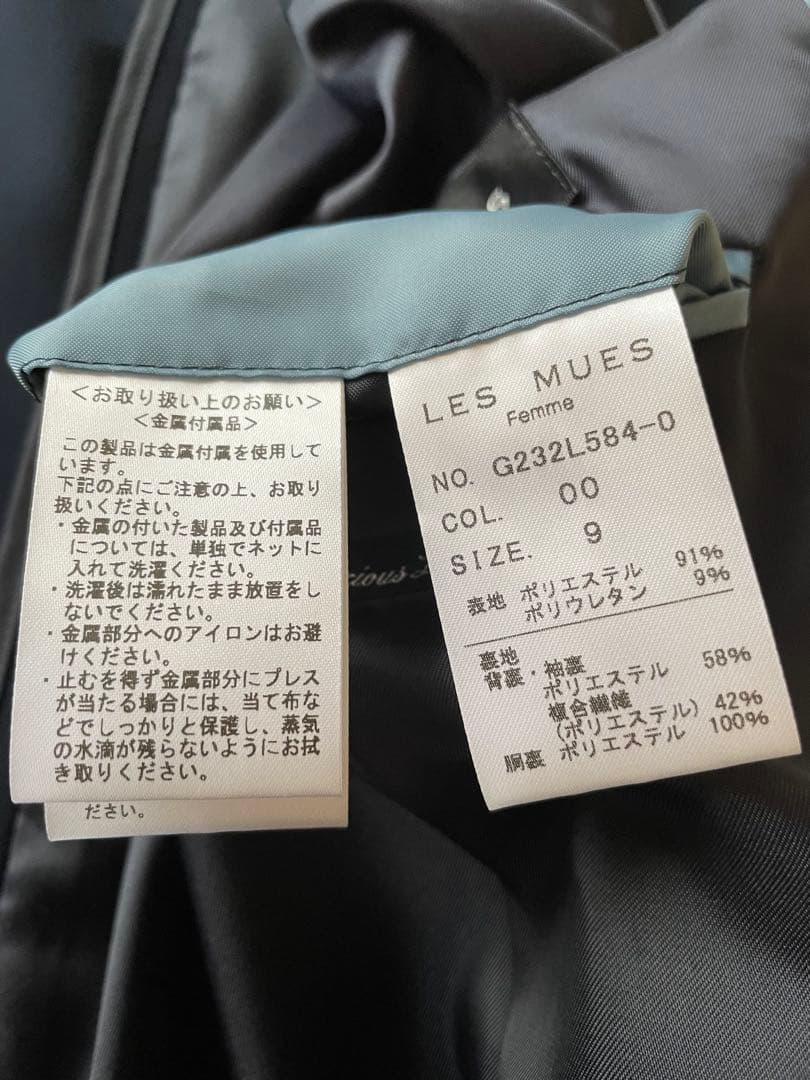 <お取り扱い上のお願い>
<金属付属品>
この製品は金属付属を使用して
います。
下記の点にご注意の上、お取り
扱いください。
・金属の付いた製品及び付属品
については、単独でネットに
入れて洗濯ください。
・洗濯後は濡れたまま放置をし
ないでください。
・金属部分へのアイロンはお避
けください。
・止むを得ず金属部分にプレス
が当たる場合には、当て布な
どでしっかりと保護し、蒸気
の水滴が残らないようにお拭
き取りください。
ださい。
LES MUES
Femme
NO. G232L584-0
COL. 00
SIZE. 9
表地 ポリエステル 91%
ポリウレタン 9%
裏地
背裏・袖裏
ポリエステル 58%
複合繊維
(ポリエステル) 42%
胴裏 ポリエステル 100%